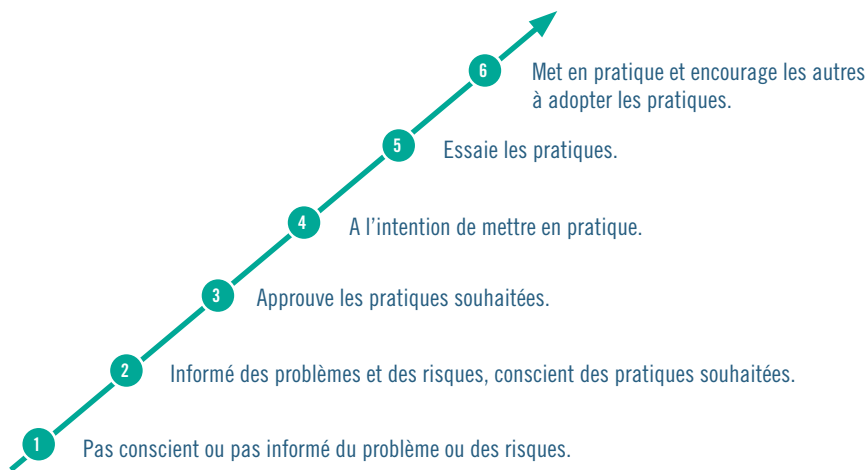 6
Met en pratique et encourage les autres
à adopter les pratiques.
5
Essaie les pratiques.
4
A l’intention de mettre en pratique.
3
Approuve les pratiques souhaitées.
2
Informé des problèmes et des risques, conscient des pratiques souhaitées.
1
Pas conscient ou pas informé du problème ou des risques.